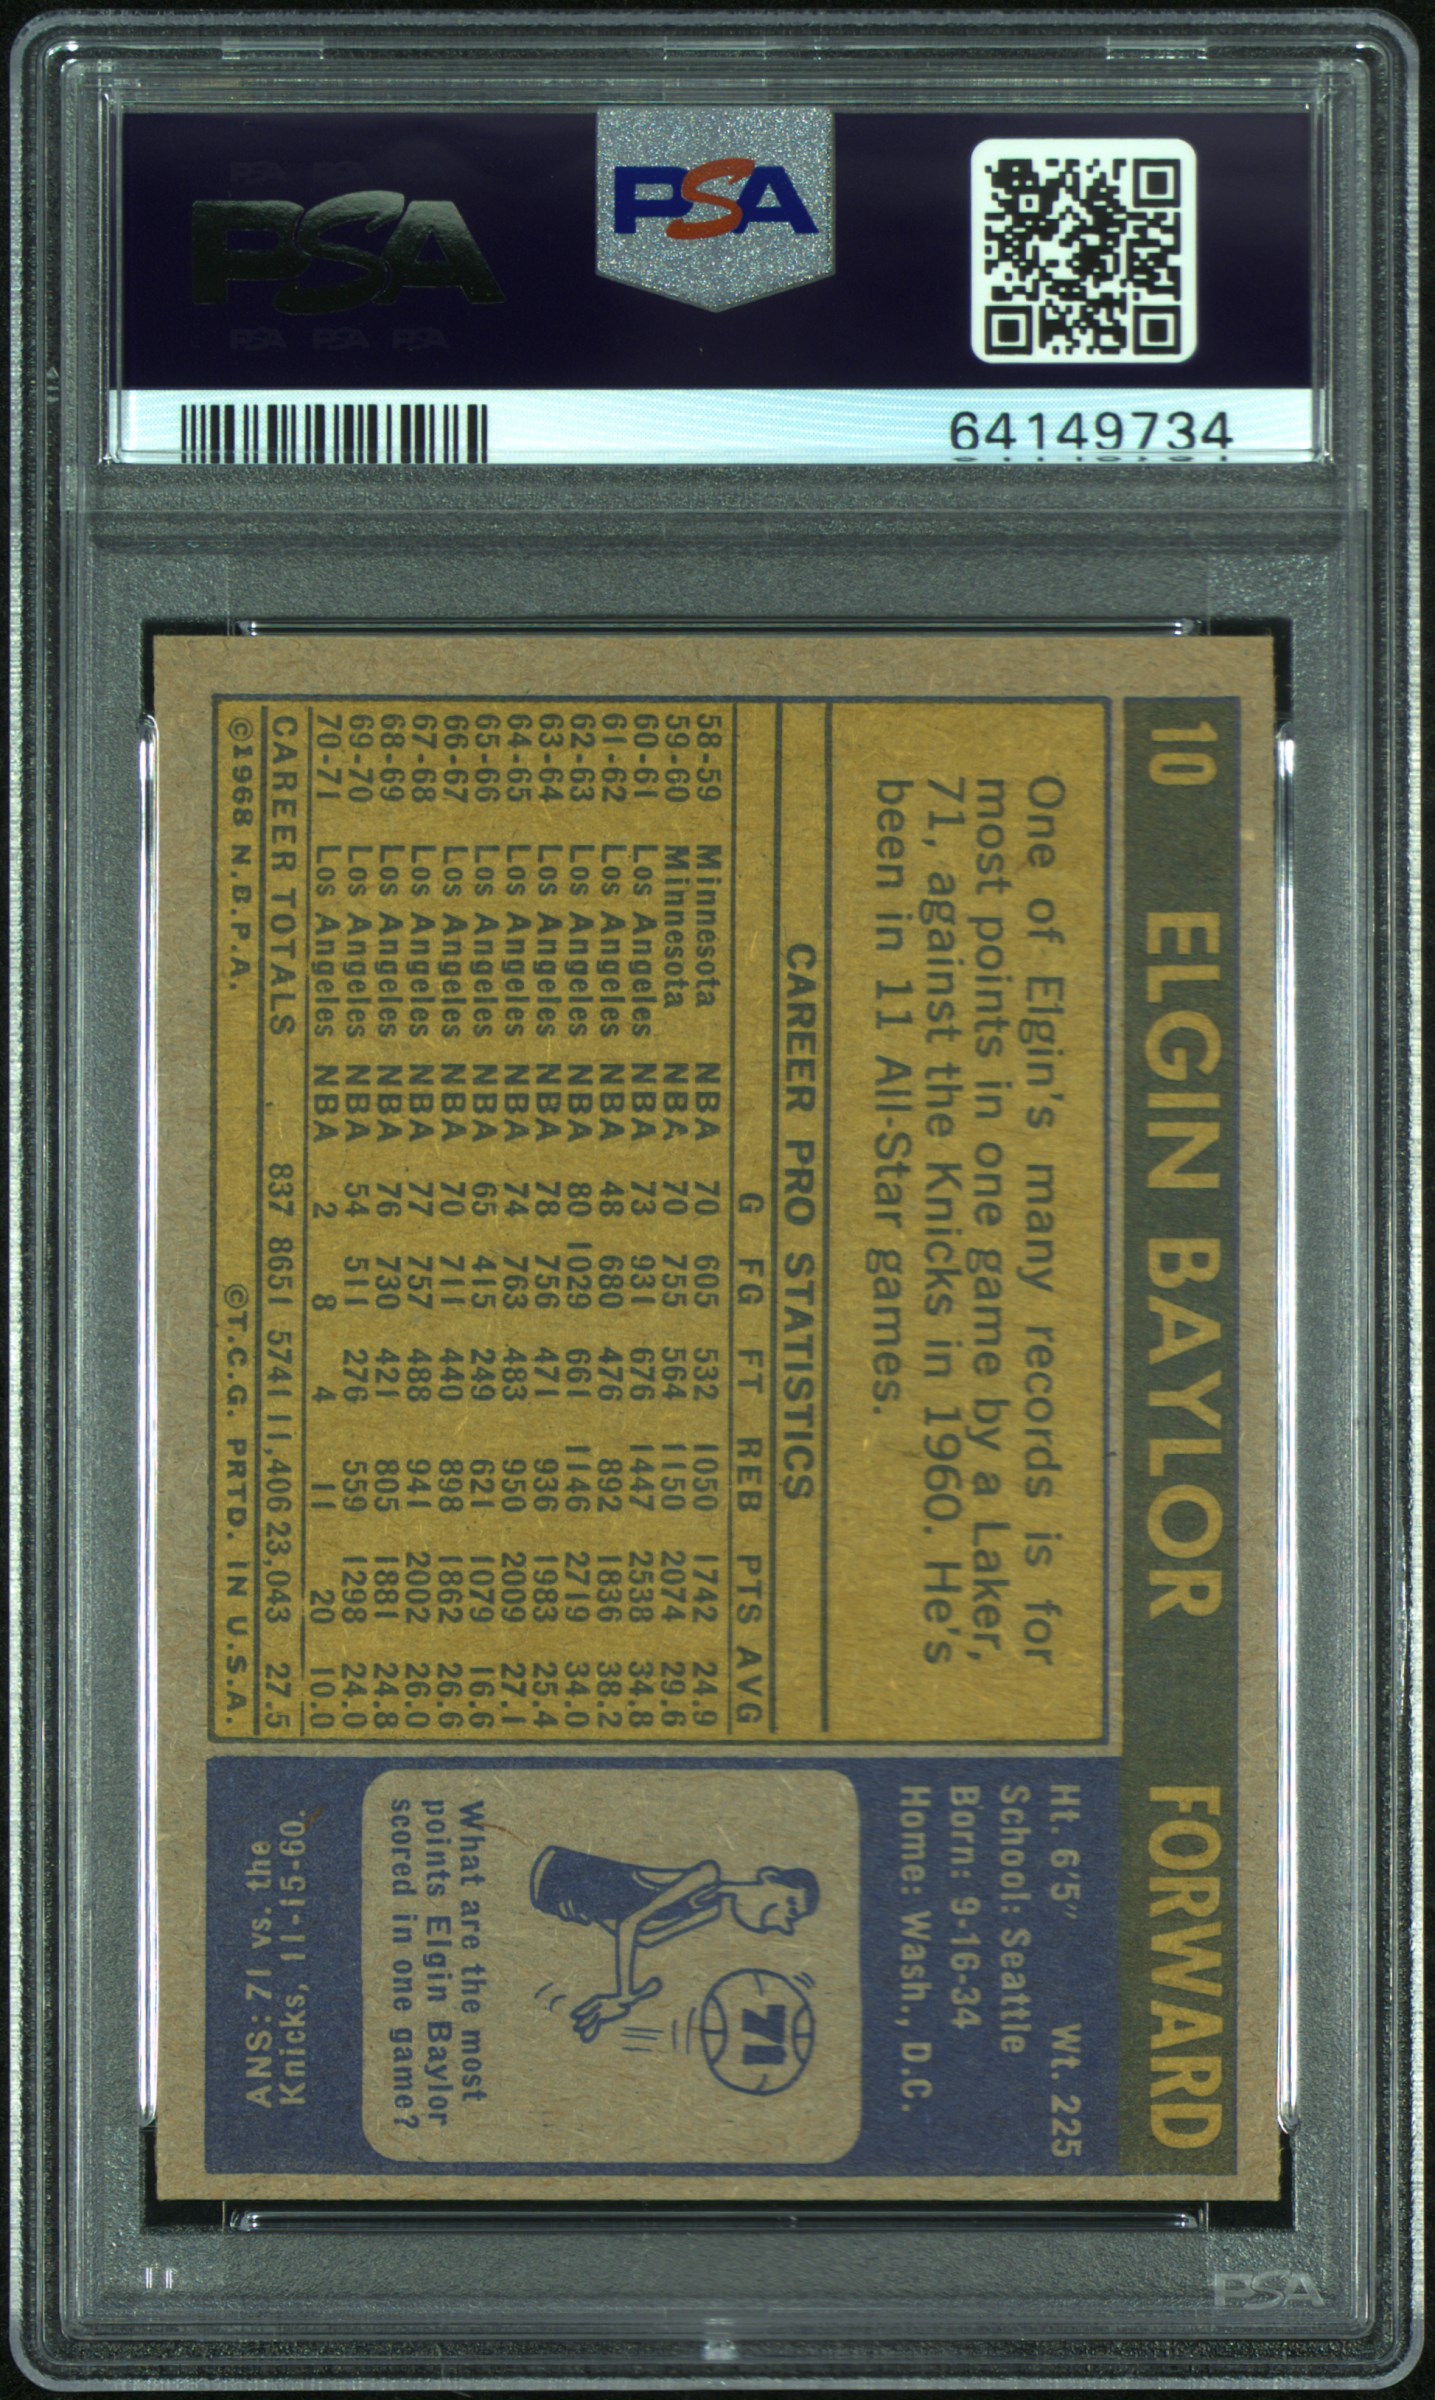 PSA
PSA
64149734
10 ELGIN BAYLOR FORWARD
One of Elgin's many records is for
most points in one game by a Laker,
71, against the Knicks in 1960. He's
been in 11 All-Star games.
CAREER PRO STATISTICS
G FG FT REB PTS AVG
58-59 Minnesota NBA 70 605 532 1050 1742 24.9
59-60 Minnesota NBA 70 755 564 1150 2074 29.6
60-61 Los Angeles NBA 73 931 676 1447 2538 34.8
61-62 Los Angeles NBA 48 680 476 892 1836 38.2
62-63 Los Angeles NBA 80 1029 661 1146 2719 34.0
63-64 Los Angeles NBA 78 756 471 936 1983 25.4
64-65 Los Angeles NBA 74 763 483 950 2009 27.1
65-66 Los Angeles NBA 65 415 249 621 1079 16.6
66-67 Los Angeles NBA 70 711 440 898 1862 26.6
67-68 Los Angeles NBA 77 757 488 941 2002 26.0
68-69 Los Angeles NBA 76 730 421 805 1881 24.8
69-70 Los Angeles NBA 54 511 276 559 1298 24.0
70-71 Los Angeles NBA 2 8 4 11 20 10.0
CAREER TOTALS 837 8651 5741 11,406 23,043 27.5
©1968 N.B.P.A. ©T.C.G. PRTD. IN U.S.A.
Ht. 6'5" Wt. 225
School: Seattle
Born: 9-16-34
Home: Wash., D.C.
71
What are the most
points Elgin Baylor
scored in one game?
ANS: 71 vs. the
Knicks, 11-15-60.
PSA